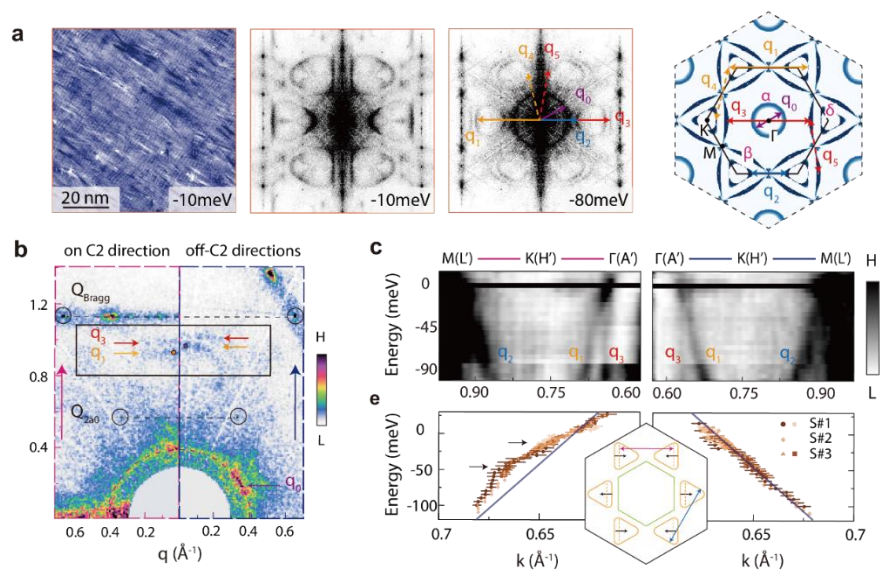 a
20 nm
-10meV
-10meV
q4
q5
q0
q1
q2
q3
-80meV
q1
q4
q3
α
q0
δ
K
Γ
M
β
q5
q2
b
on C2 direction
off-C2 directions
QBragg
1.2
q3
q1
0.8
Q2a0
0.4
q0
0.6
0.4
0.2
0.2
0.4
0.6
q (Å-1)
H
L
c
M(L')
K(H')
Γ(A')
Γ(A')
K(H')
M(L')
0
-45
-90
Energy (meV)
q2
q
q3
q3
q1
0.90
0.75
0.60
0.60
0.75
0.90
H
L
e
0
-50
-100
Energy (meV)
S#1
S#2
S#3
0.7
0.65
0.65
0.7
k (Å-1)
k (Å-1)